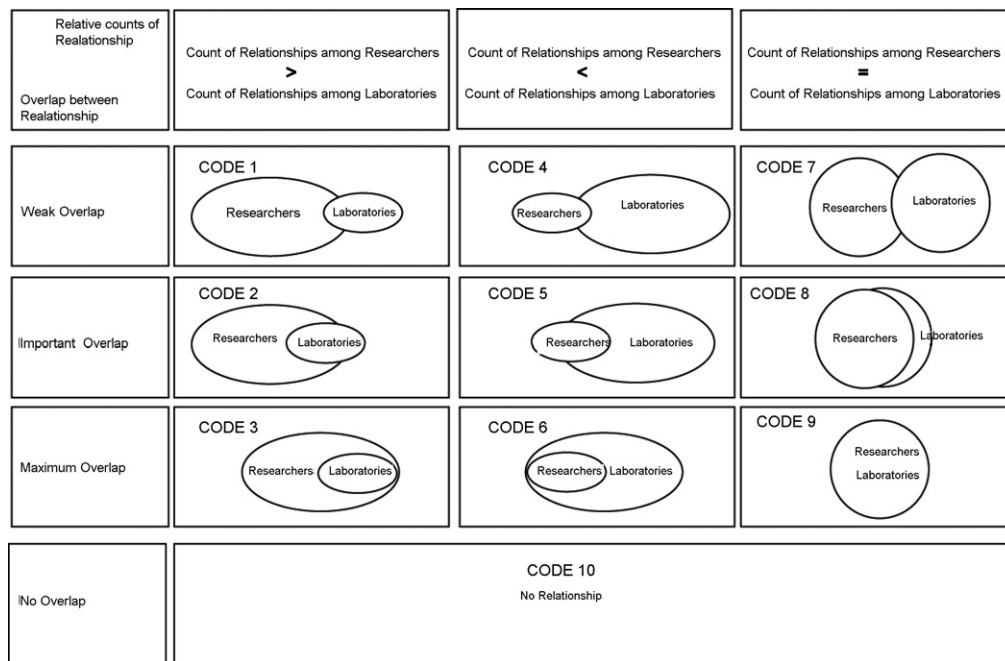 Relative counts of
Realationship
Overlap between
Realationship
Count of Relationships among Researchers
>
Count of Relationships among Laboratories
Count of Relationships among Researchers
<
Count of Relationships among Laboratories
Count of Relationships among Researchers
=
Count of Relationships among Laboratories
Weak Overlap
CODE 1
Researchers
Laboratories
CODE 4
Researchers
Laboratories
CODE 7
Researchers
Laboratories
Important Overlap
CODE 2
Researchers
Laboratories
CODE 5
Researchers
Laboratories
CODE 8
Researchers
Laboratories
Maximum Overlap
CODE 3
Researchers
Laboratories
CODE 6
Researchers
Laboratories
CODE 9
Researchers
Laboratories
No Overlap
CODE 10
No Relationship